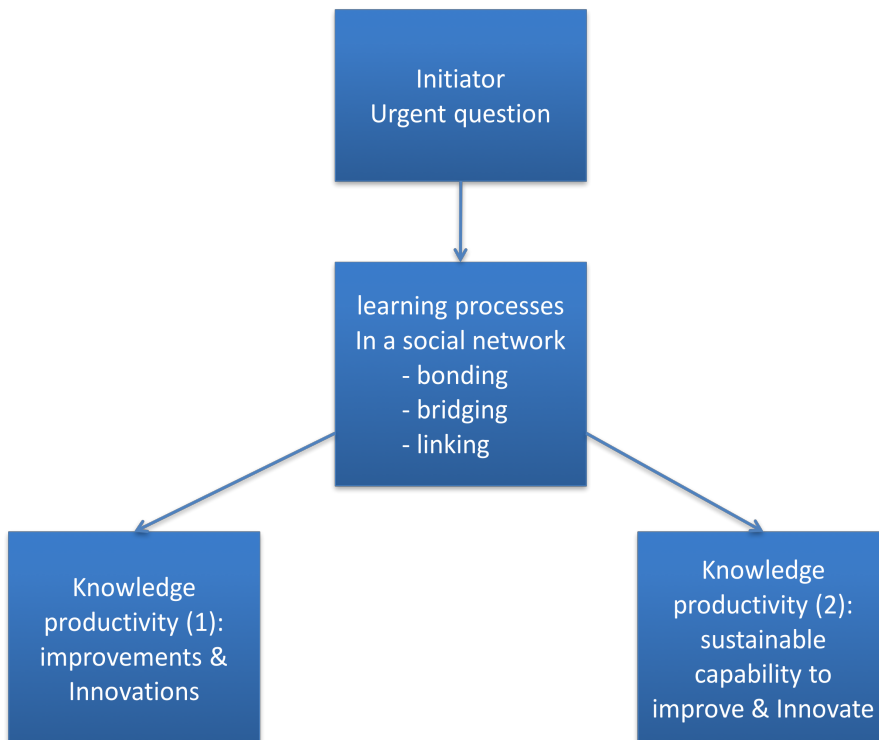 Initiator
Urgent question
learning processes
In a social network
- bonding
- bridging
- linking
Knowledge
productivity (1):
improvements &
Innovations
Knowledge
productivity (2):
sustainable
capability to
improve & Innovate